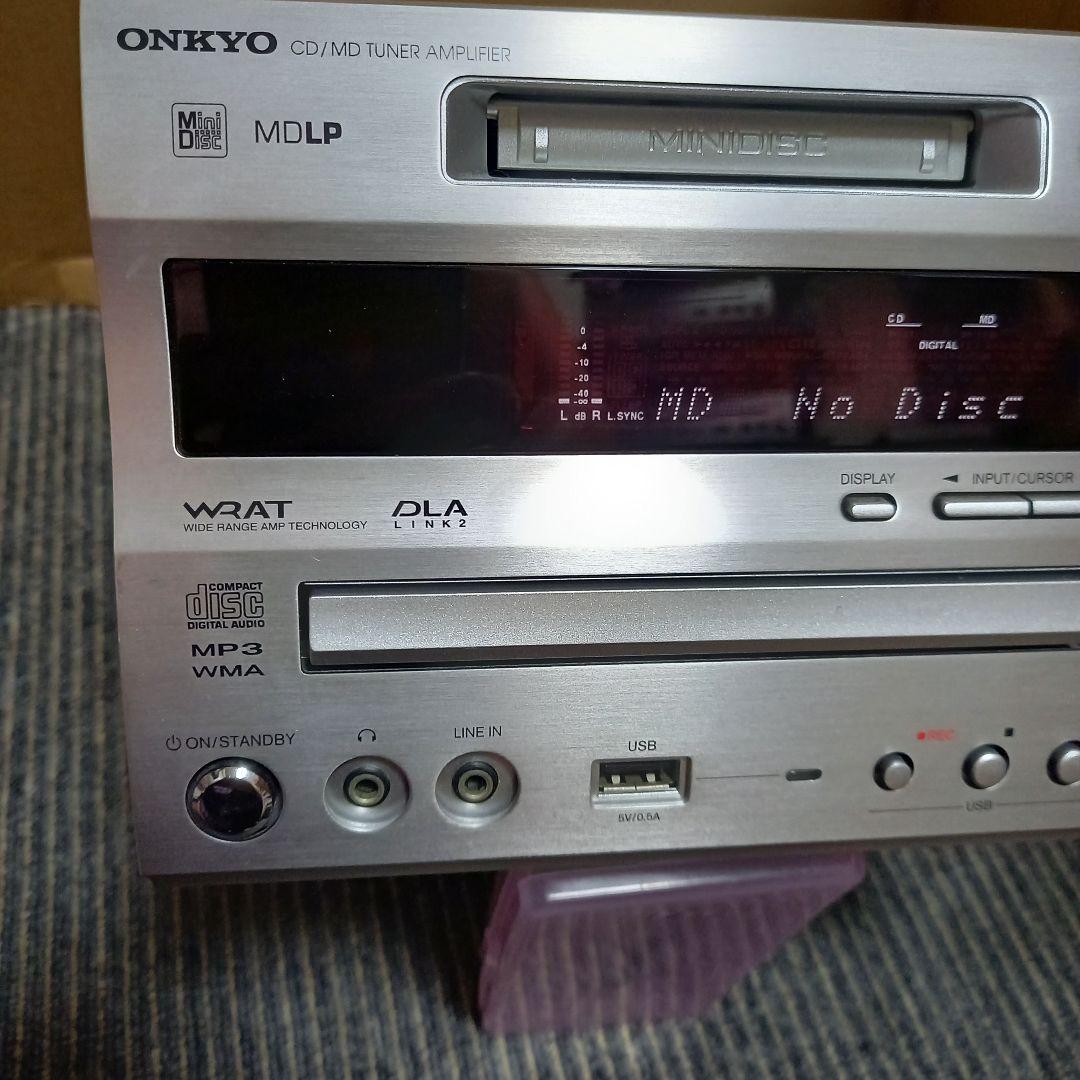 ONKYO CD/MD TUNER AMPLIFIER
Mini Disc
MDLP
MINIDISC
CD MD
DIGITAL
0
-4
-10
-20
-40
-∞
L dB R L.SYNC
MD No Disc
DISPLAY
◄ INPUT/CURSOR
WRAT
WIDE RANGE AMP TECHNOLOGY
DLA
LINK2
COMPACT
disc
DIGITAL AUDIO
MP3
WMA
ON/STANDBY
LINE IN
USB
5V/0.5A
●REC ■
USB